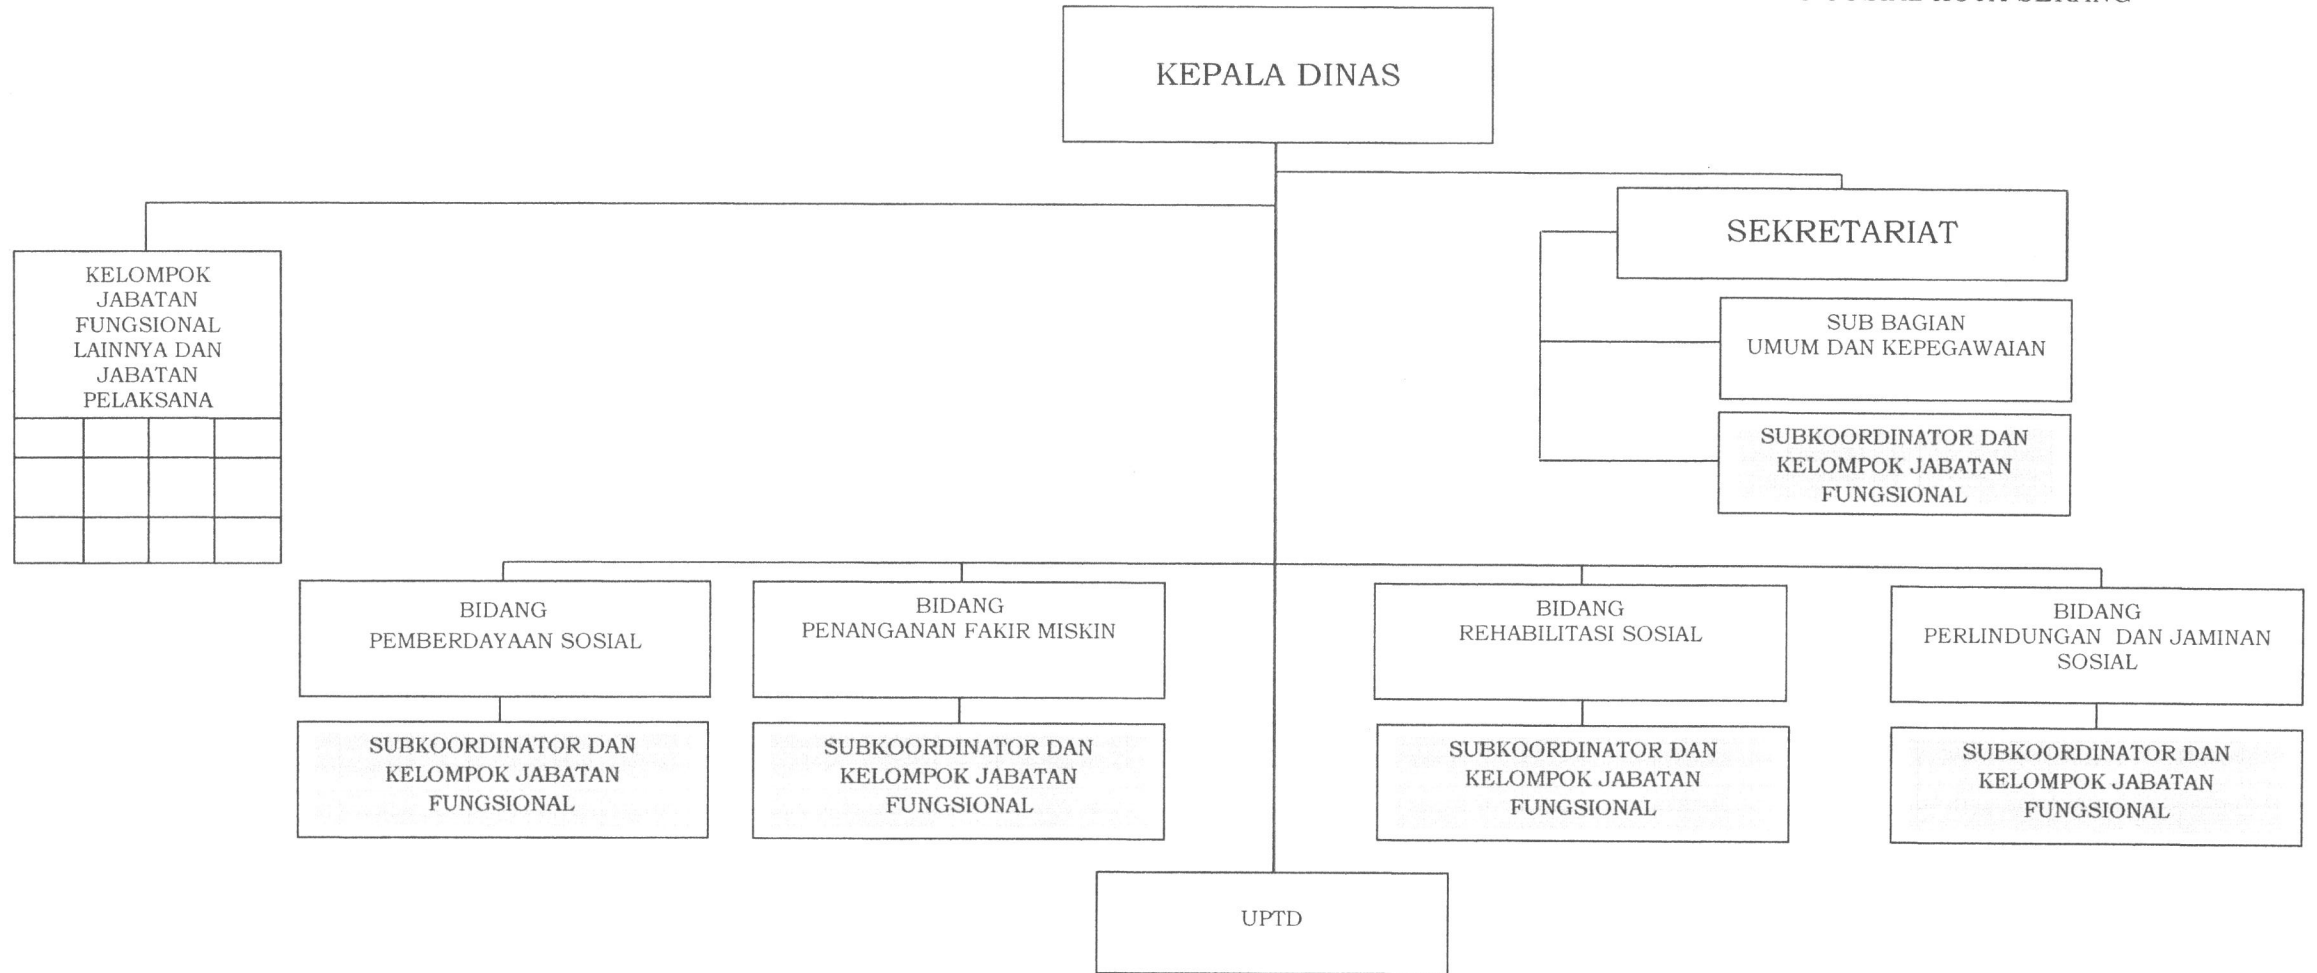 KOTA SERANG
KEPALA DINAS
SEKRETARIAT
KELOMPOK
JABATAN
FUNGSIONAL
LAINNYA DAN
JABATAN
PELAKSANA
SUB BAGIAN
UMUM DAN KEPEGAWAIAN
SUBKOORDINATOR DAN
KELOMPOK JABATAN
FUNGSIONAL
BIDANG
PEMBERDAYAAN SOSIAL
BIDANG
PENANGANAN FAKIR MISKIN
BIDANG
REHABILITASI SOSIAL
BIDANG
PERLINDUNGAN DAN JAMINAN
SOSIAL
SUBKOORDINATOR DAN
KELOMPOK JABATAN
FUNGSIONAL
SUBKOORDINATOR DAN
KELOMPOK JABATAN
FUNGSIONAL
SUBKOORDINATOR DAN
KELOMPOK JABATAN
FUNGSIONAL
SUBKOORDINATOR DAN
KELOMPOK JABATAN
FUNGSIONAL
UPTD